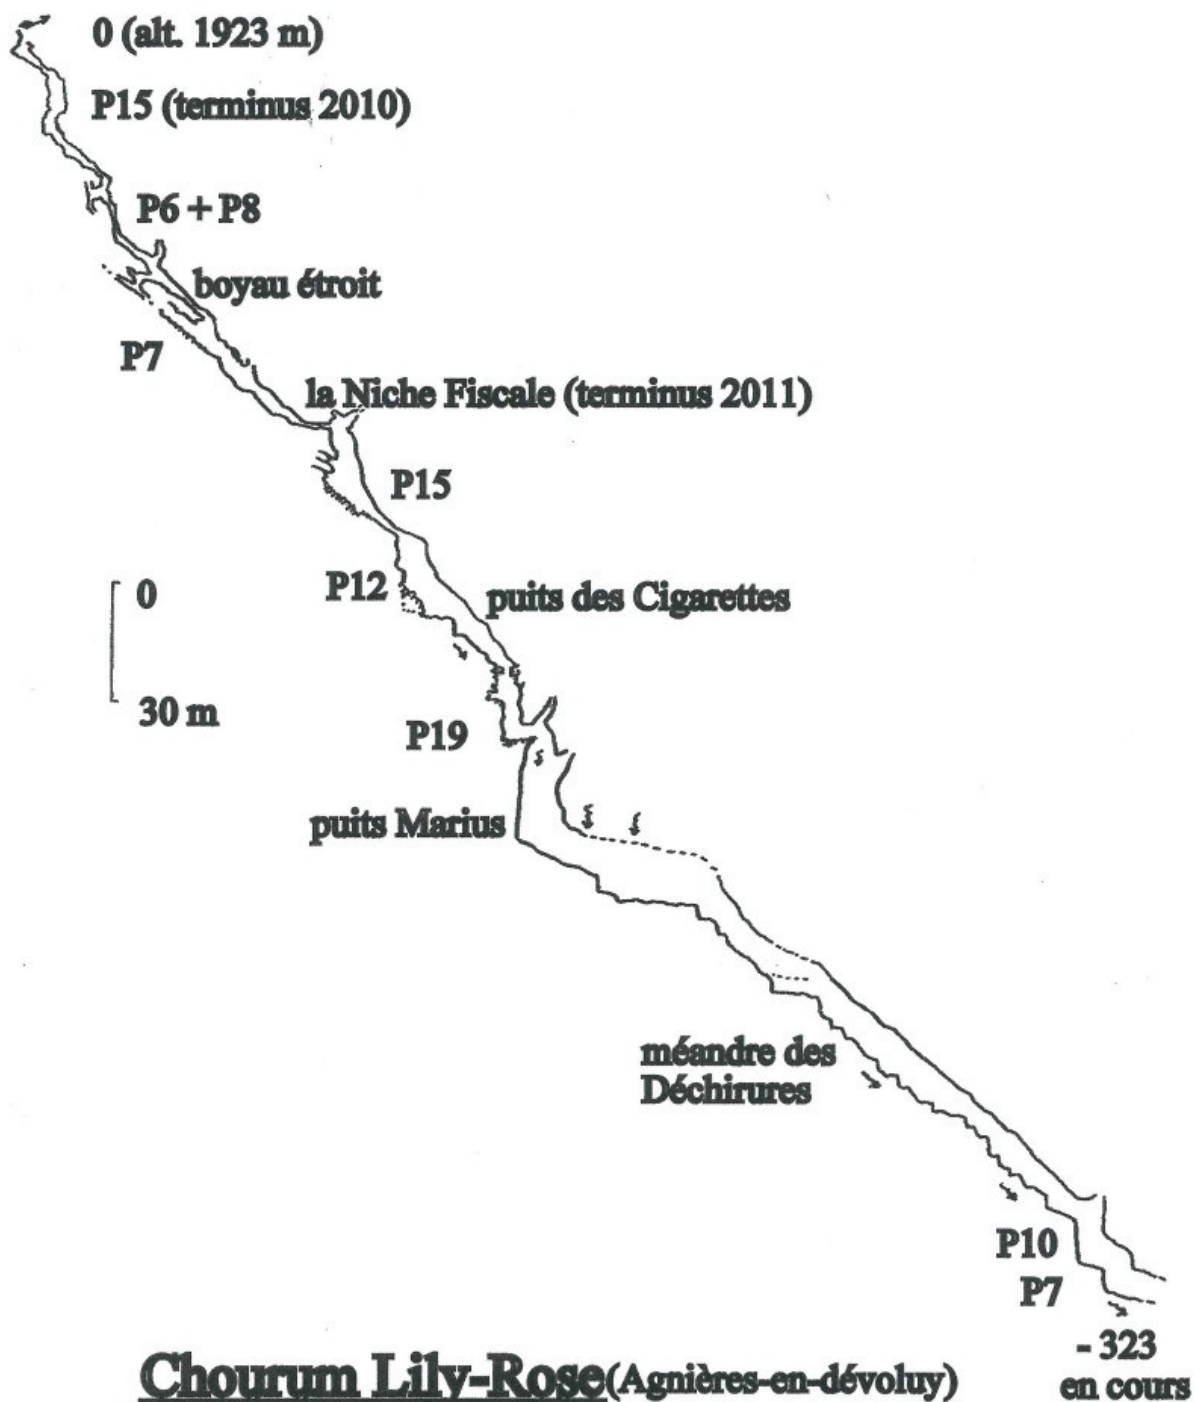 0 (alt. 1923 m)
P15 (terminus 2010)
P6 + P8
boyau étroit
P7
la Niche Fiscale (terminus 2011)
P15
P12
puits des Cigarettes
0
30 m
P19
puits Marius
méandre des
Déchirures
P10
P7
- 323
en cours
Chourum Lily-Rose (Agnières-en-dévoluy)